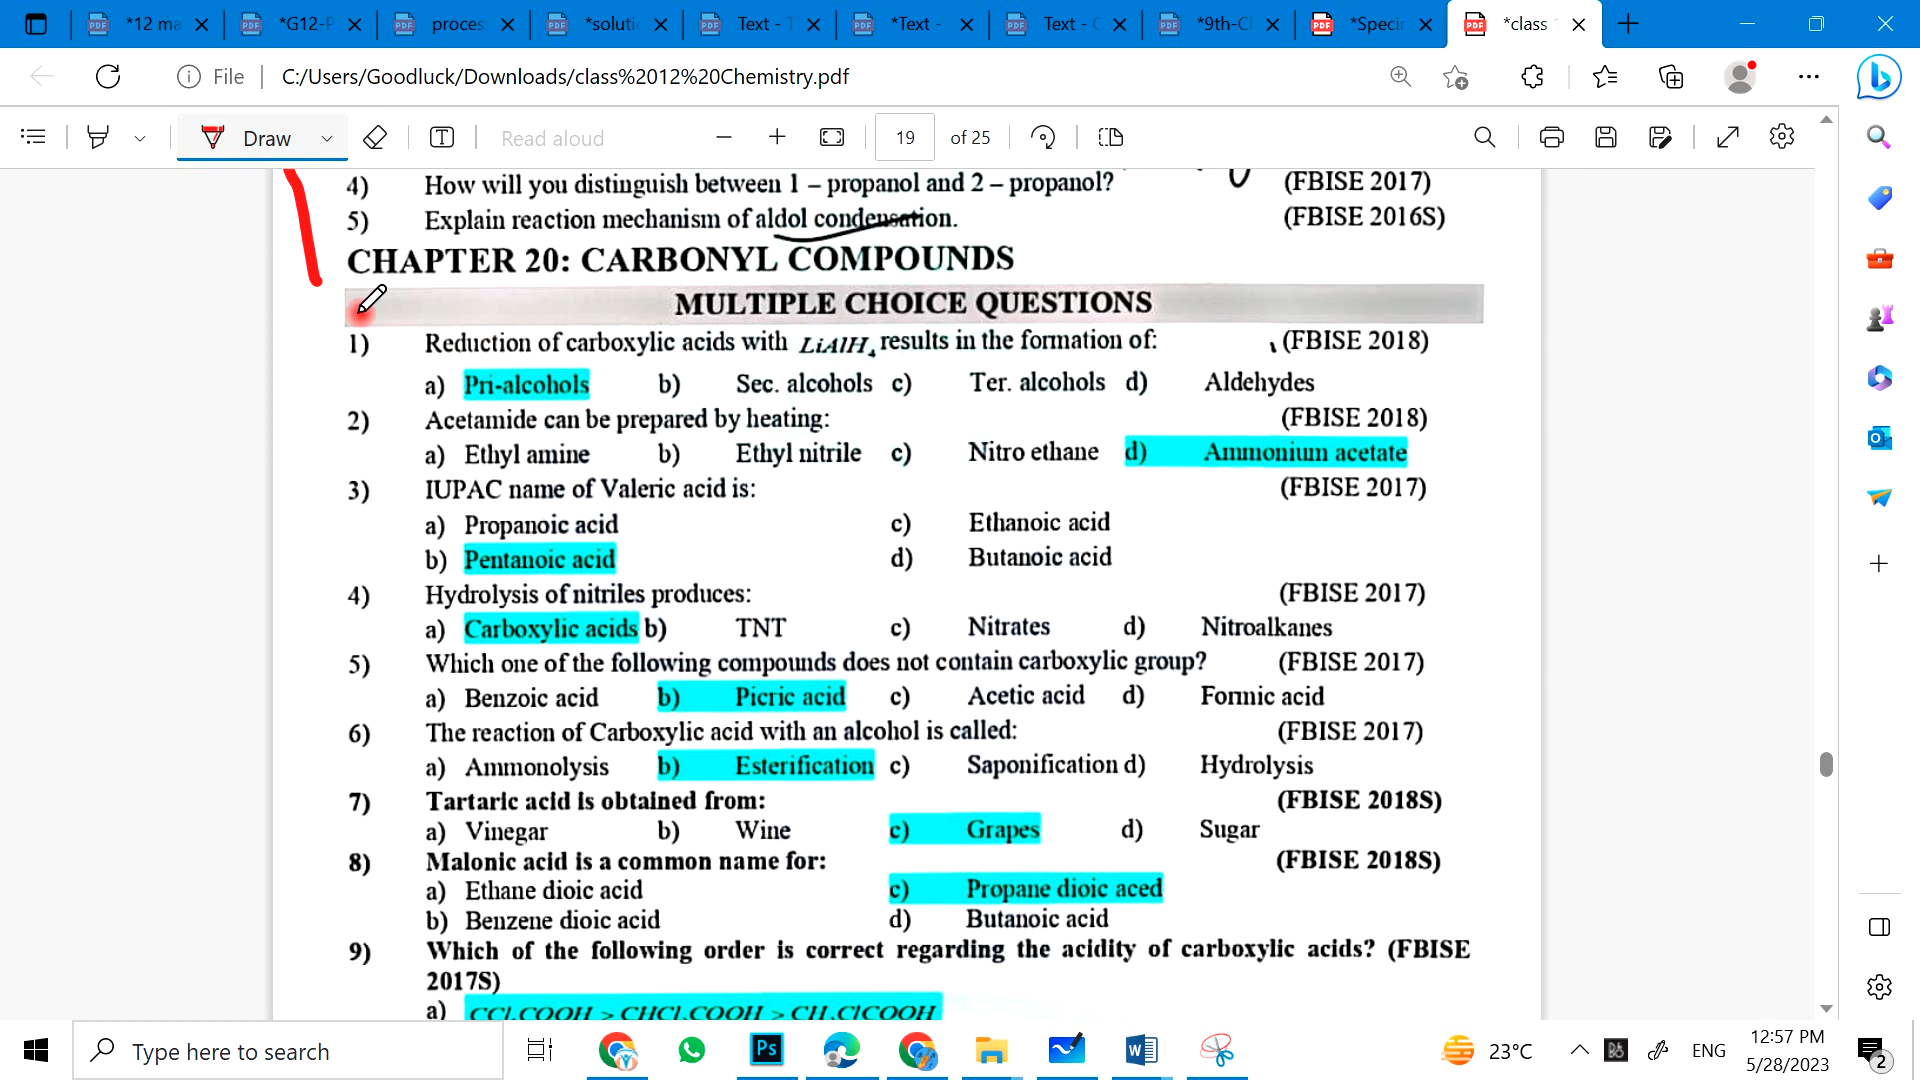 *12 ma
*G12-P
proces
*soluti
Text - T
*Text -
Text - C
*9th-Cl
*Speci
*class
File
C:/Users/Goodluck/Downloads/class%2012%20Chemistry.pdf
Draw
Read aloud
19 of 25
4) How will you distinguish between 1 – propanol and 2 – propanol? (FBISE 2017)
5) Explain reaction mechanism of aldol condensation. (FBISE 2016S)
CHAPTER 20: CARBONYL COMPOUNDS
MULTIPLE CHOICE QUESTIONS
1) Reduction of carboxylic acids with LiAlH₄ results in the formation of: (FBISE 2018)
a) Pri-alcohols b) Sec. alcohols c) Ter. alcohols d) Aldehydes
2) Acetamide can be prepared by heating: (FBISE 2018)
a) Ethyl amine b) Ethyl nitrile c) Nitro ethane d) Ammonium acetate
3) IUPAC name of Valeric acid is: (FBISE 2017)
a) Propanoic acid c) Ethanoic acid
b) Pentanoic acid d) Butanoic acid
4) Hydrolysis of nitriles produces: (FBISE 2017)
a) Carboxylic acids b) TNT c) Nitrates d) Nitroalkanes
5) Which one of the following compounds does not contain carboxylic group? (FBISE 2017)
a) Benzoic acid b) Picric acid c) Acetic acid d) Formic acid
6) The reaction of Carboxylic acid with an alcohol is called: (FBISE 2017)
a) Ammonolysis b) Esterification c) Saponification d) Hydrolysis
7) Tartaric acid is obtained from: (FBISE 2018S)
a) Vinegar b) Wine c) Grapes d) Sugar
8) Malonic acid is a common name for: (FBISE 2018S)
a) Ethane dioic acid c) Propane dioic aced
b) Benzene dioic acid d) Butanoic acid
9) Which of the following order is correct regarding the acidity of carboxylic acids? (FBISE
2017S)
a) CCl₃COOH > CHCl₂COOH > CH₂ClCOOH
Type here to search
Ps
23°C
ENG
12:57 PM
5/28/2023
2